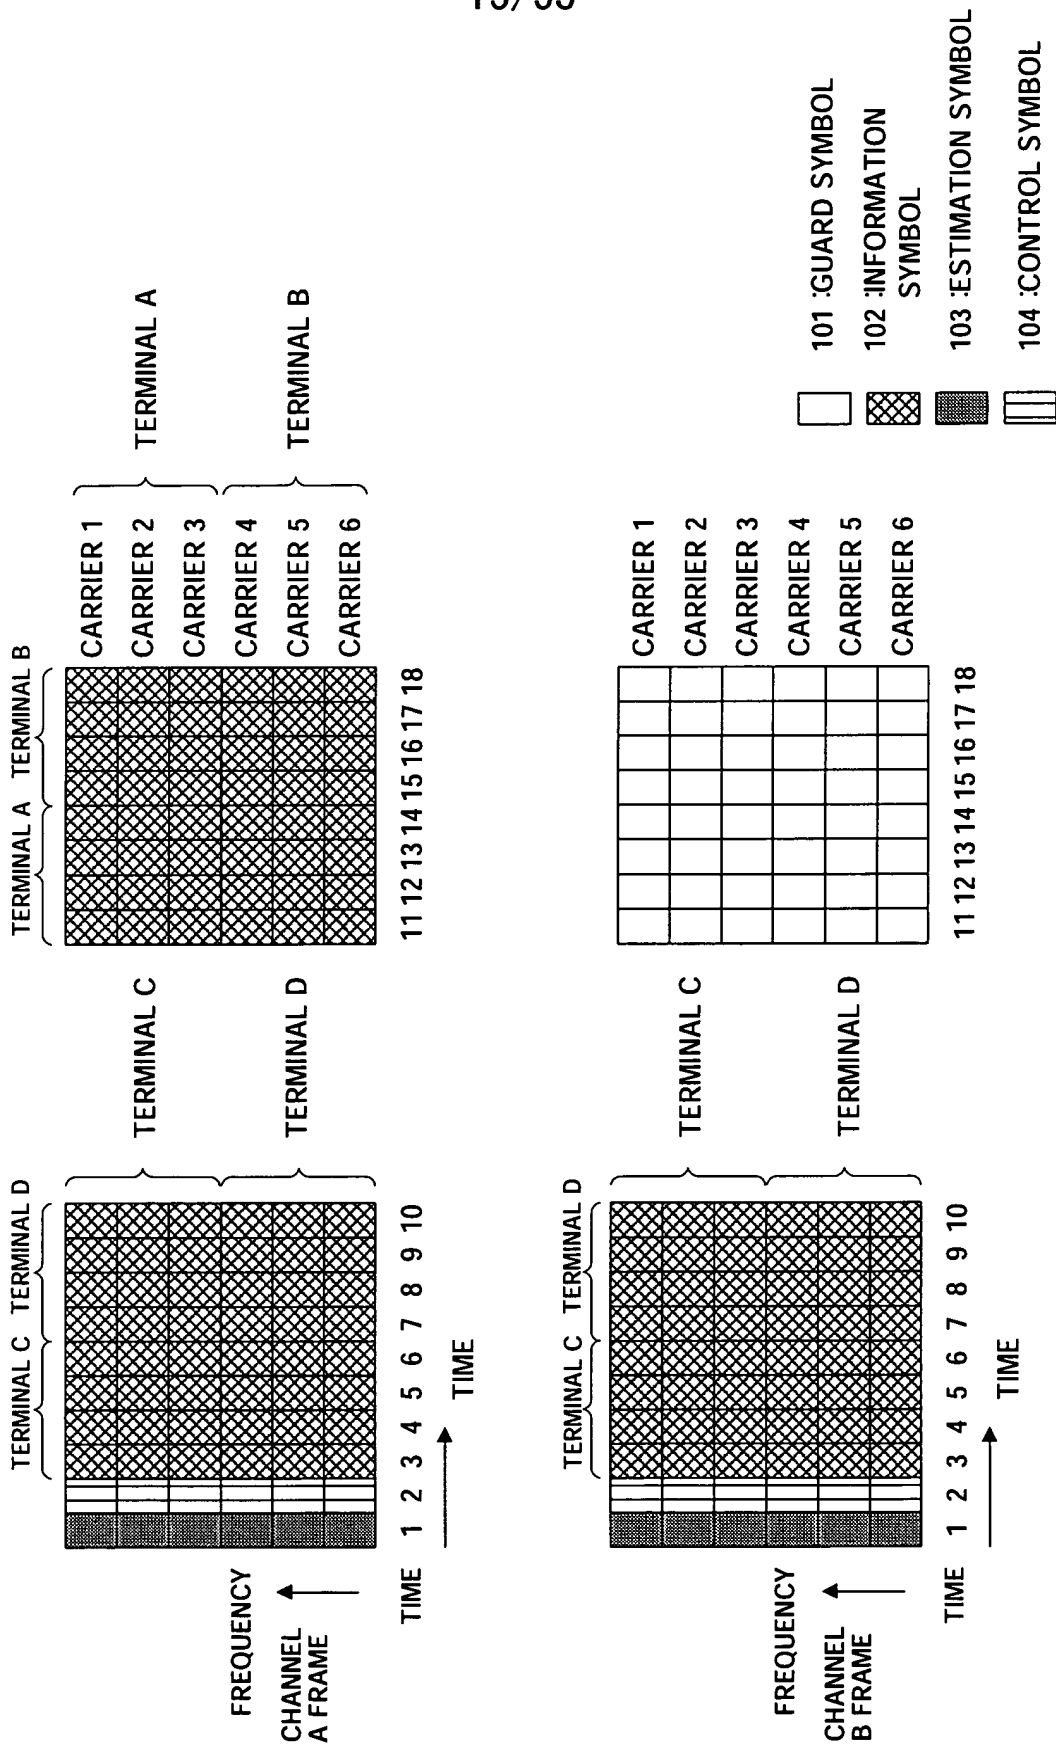 15/55
TERMINAL C TERMINAL D
TERMINAL A TERMINAL B
FREQUENCY
CHANNEL
A FRAME
TERMINAL C
TERMINAL D
CARRIER 1
CARRIER 2
CARRIER 3
CARRIER 4
CARRIER 5
CARRIER 6
TERMINAL A
TERMINAL B
TIME 1 2 3 4 5 6 7 8 9 10
11 12 13 14 15 16 17 18
TIME
TERMINAL C TERMINAL D
FREQUENCY
CHANNEL
B FRAME
TERMINAL C
TERMINAL D
CARRIER 1
CARRIER 2
CARRIER 3
CARRIER 4
CARRIER 5
CARRIER 6
TIME 1 2 3 4 5 6 7 8 9 10
11 12 13 14 15 16 17 18
TIME
101 :GUARD SYMBOL
102 :INFORMATION
SYMBOL
103 :ESTIMATION SYMBOL
104 :CONTROL SYMBOL